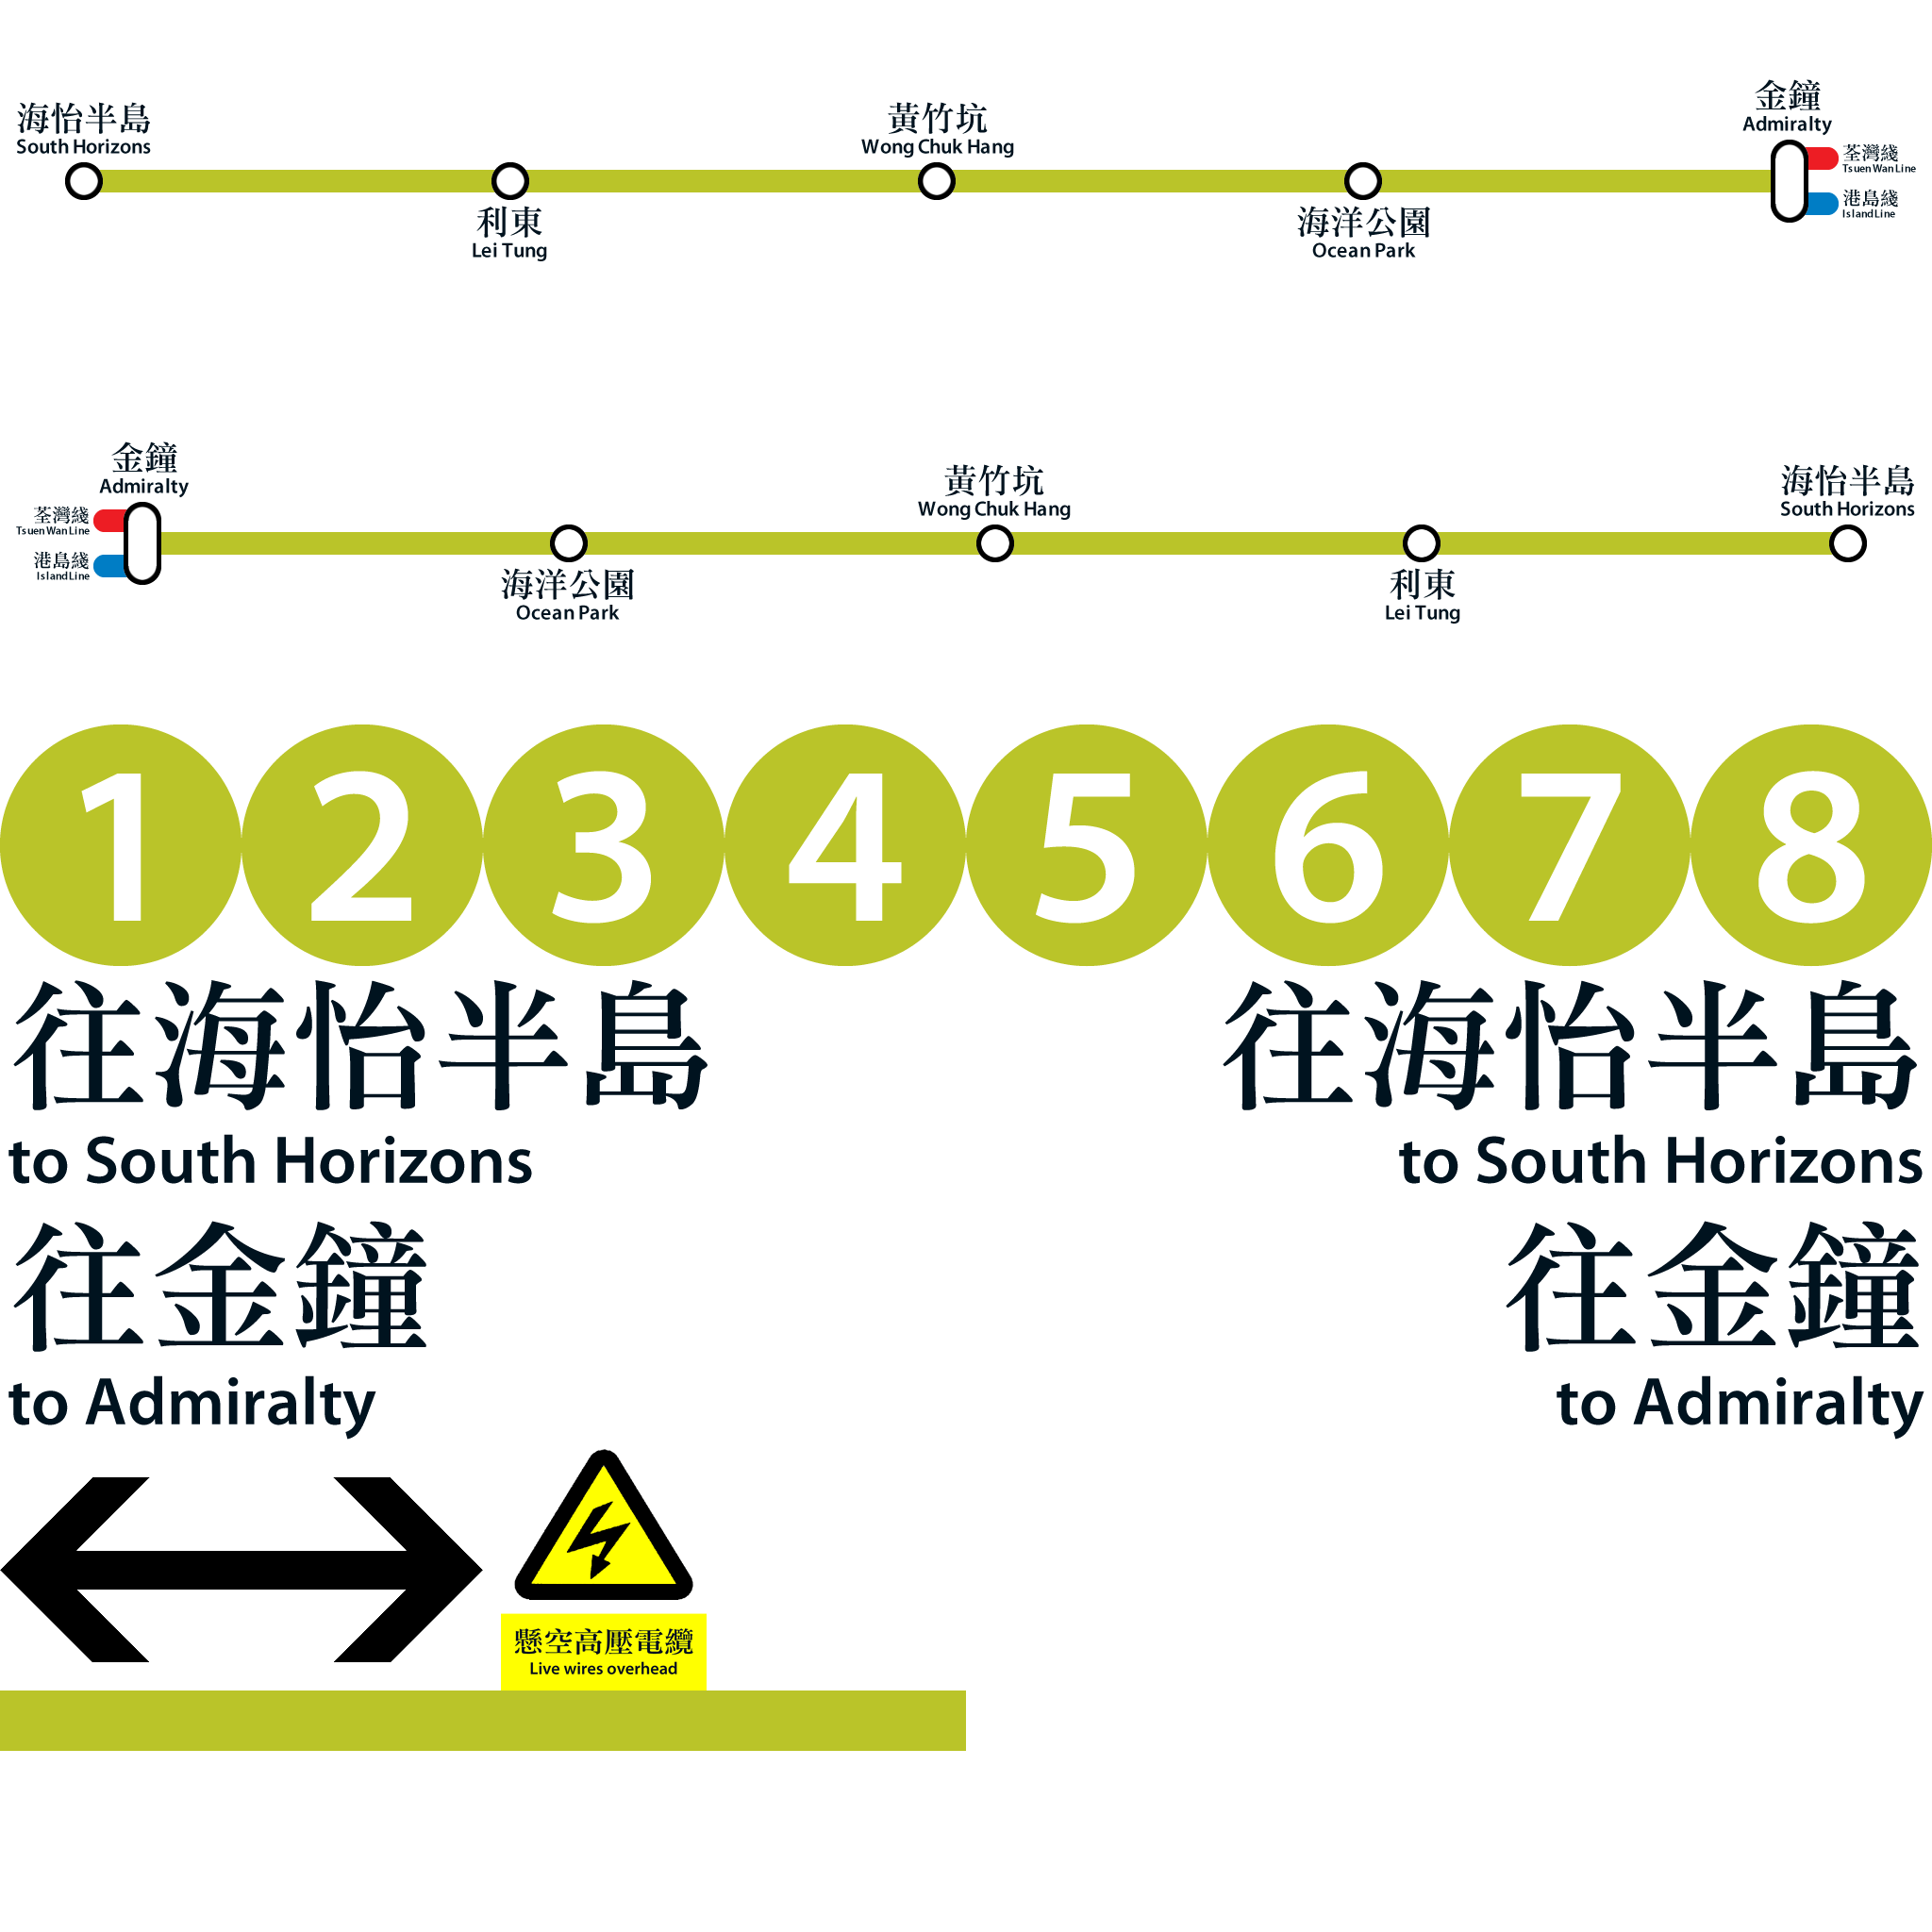 海怡半島
South Horizons
利東
Lei Tung
黃竹坑
Wong Chuk Hang
海洋公園
Ocean Park
金鐘
Admiralty
荃灣綫
Tsuen Wan Line
港島綫
Island Line
金鐘
Admiralty
荃灣綫
Tsuen Wan Line
港島綫
Island Line
海洋公園
Ocean Park
黃竹坑
Wong Chuk Hang
利東
Lei Tung
海怡半島
South Horizons
1 2 3 4 5 6 7 8
往海怡半島
to South Horizons
往海怡半島
to South Horizons
往金鐘
to Admiralty
往金鐘
to Admiralty
懸空高壓電纜
Live wires overhead